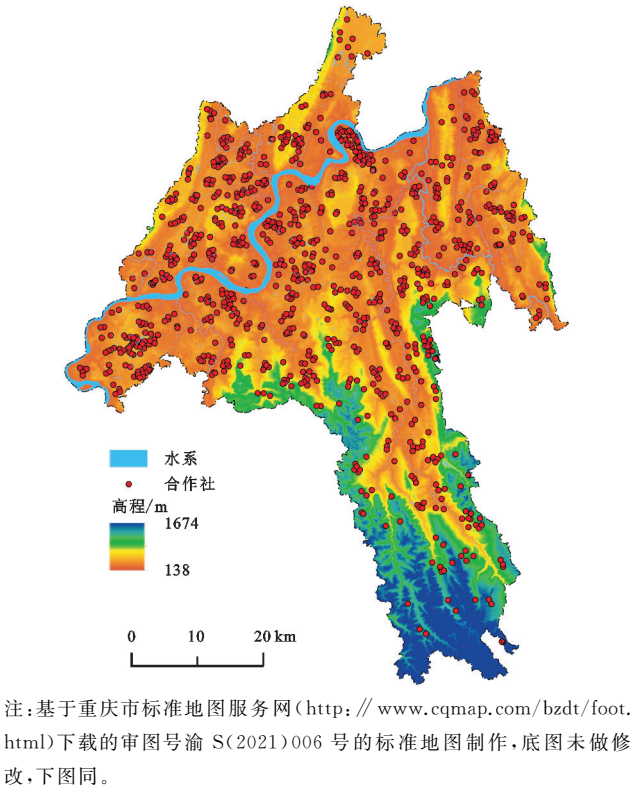 水系
合作社
高程/m
1674
138
0 10 20 km
注:基于重庆市标准地图服务网(http:∥www.cqmap.com/bzdt/foot.
html)下载的审图号渝 S(2021)006 号的标准地图制作,底图未做修
改,下图同。